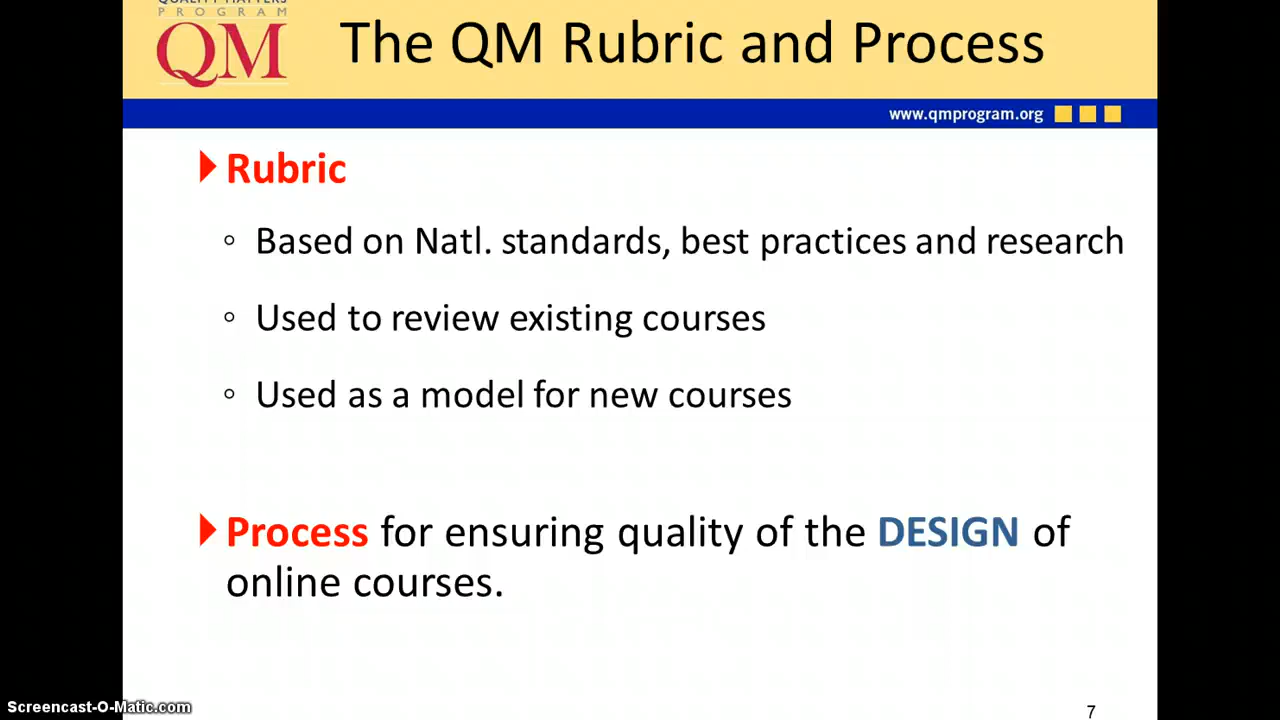 QUALITY MATTERS
PROGRAM
QM
The QM Rubric and Process
www.qmprogram.org
Rubric
Based on Natl. standards, best practices and research
Used to review existing courses
Used as a model for new courses
Process for ensuring quality of the DESIGN of
online courses.
Screencast-O-Matic.com
7